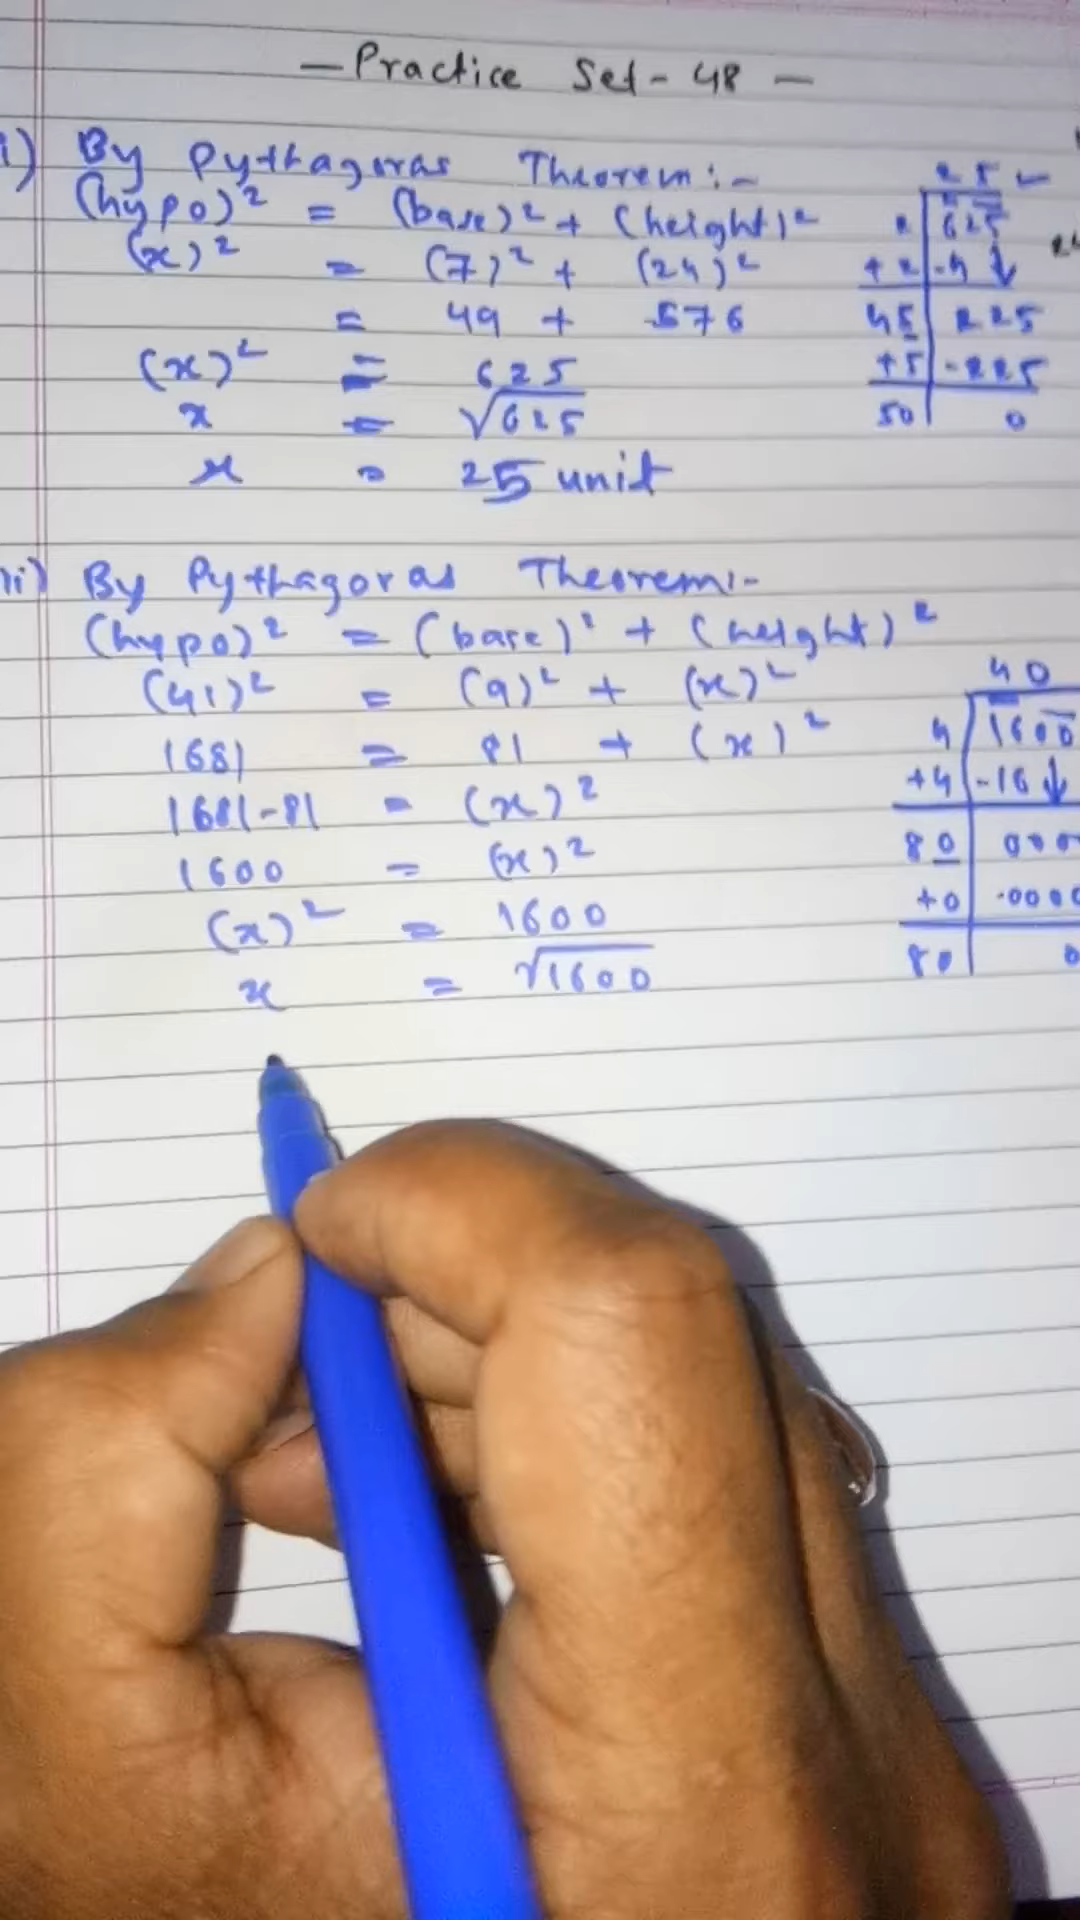 — Practice Set - 48 —
i) By Pythagoras Theorem :-
(hypo)² = (base)² + (height)²
(x)² = (7)² + (24)²
= 49 + 576
(x)² = 625
x = √625
x = 25 unit
25
2 | 625
+2 | -4 ↓
45 | 225
+5 | -225
50 | 0
ii) By Pythagoras Theorem :-
(hypo)² = (base)² + (height)²
(41)² = (9)² + (x)²
1681 = 81 + (x)²
1681-81 = (x)²
1600 = (x)²
(x)² = 1600
x = √1600
40
4 | 1600
+4 | -16 ↓
80 | 000
+0 | -000
80 | 0